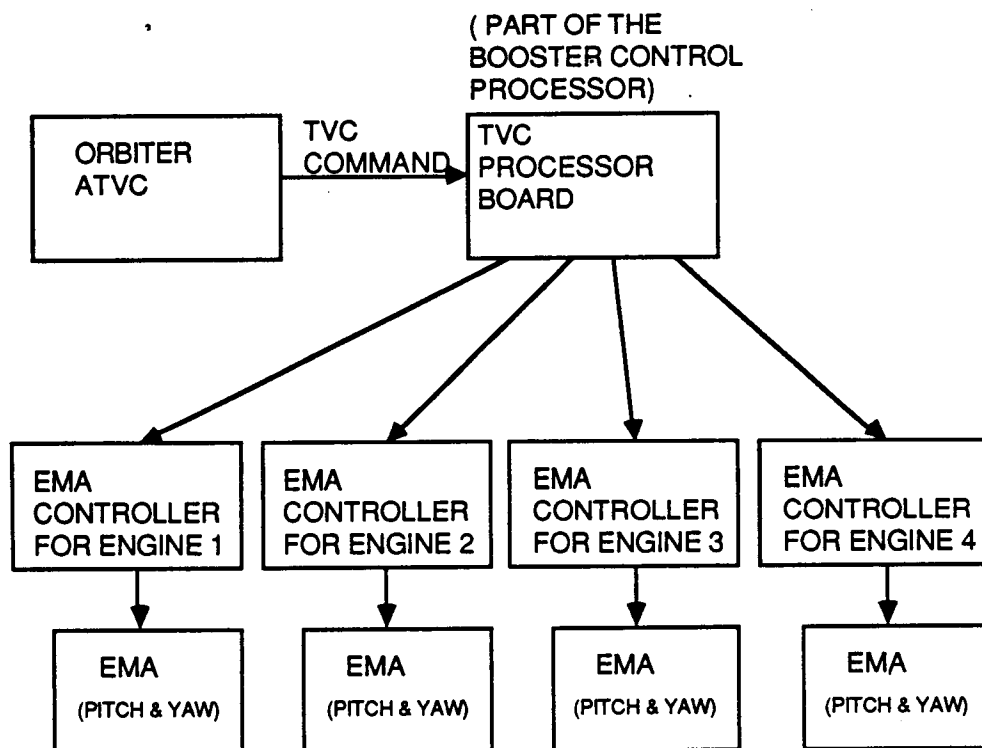 ( PART OF THE
BOOSTER CONTROL
PROCESSOR)
ORBITER
ATVC
TVC
COMMAND
TVC
PROCESSOR
BOARD
EMA
CONTROLLER
FOR ENGINE 1
EMA
CONTROLLER
FOR ENGINE 2
EMA
CONTROLLER
FOR ENGINE 3
EMA
CONTROLLER
FOR ENGINE 4
EMA
(PITCH & YAW)
EMA
(PITCH & YAW)
EMA
(PITCH & YAW)
EMA
(PITCH & YAW)